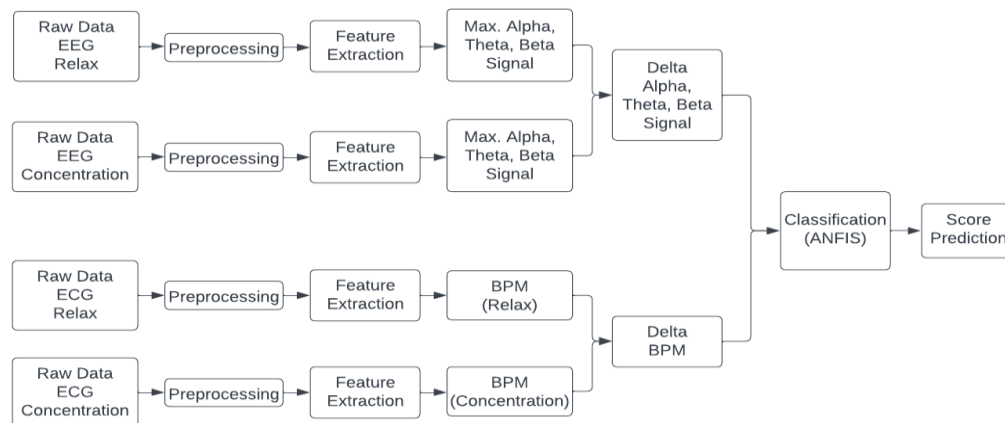 Raw Data
EEG
Relax
Preprocessing
Feature
Extraction
Max. Alpha,
Theta, Beta
Signal
Raw Data
EEG
Concentration
Preprocessing
Feature
Extraction
Max. Alpha,
Theta, Beta
Signal
Delta
Alpha,
Theta, Beta
Signal
Raw Data
ECG
Relax
Preprocessing
Feature
Extraction
BPM
(Relax)
Raw Data
ECG
Concentration
Preprocessing
Feature
Extraction
BPM
(Concentration)
Delta
BPM
Classification
(ANFIS)
Score
Prediction